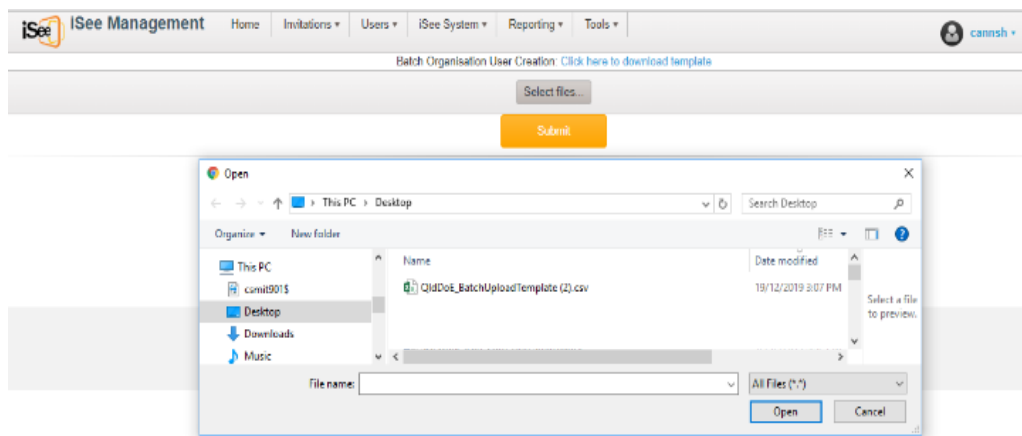 iSee iSee Management Home Invitations Users iSee System Reporting Tools cannsh
Batch Organisation User Creation: Click here to download template
Select files...
Submit
Open
This PC Desktop Search Desktop
Organize New folder
Name Date modified
This PC
csmit901$ QldDoE_BatchUploadTemplate (2).csv 19/12/2019 3:07 PM
Select a file
to preview.
Desktop
Downloads
Music
File name: All Files (*.*)
Open Cancel